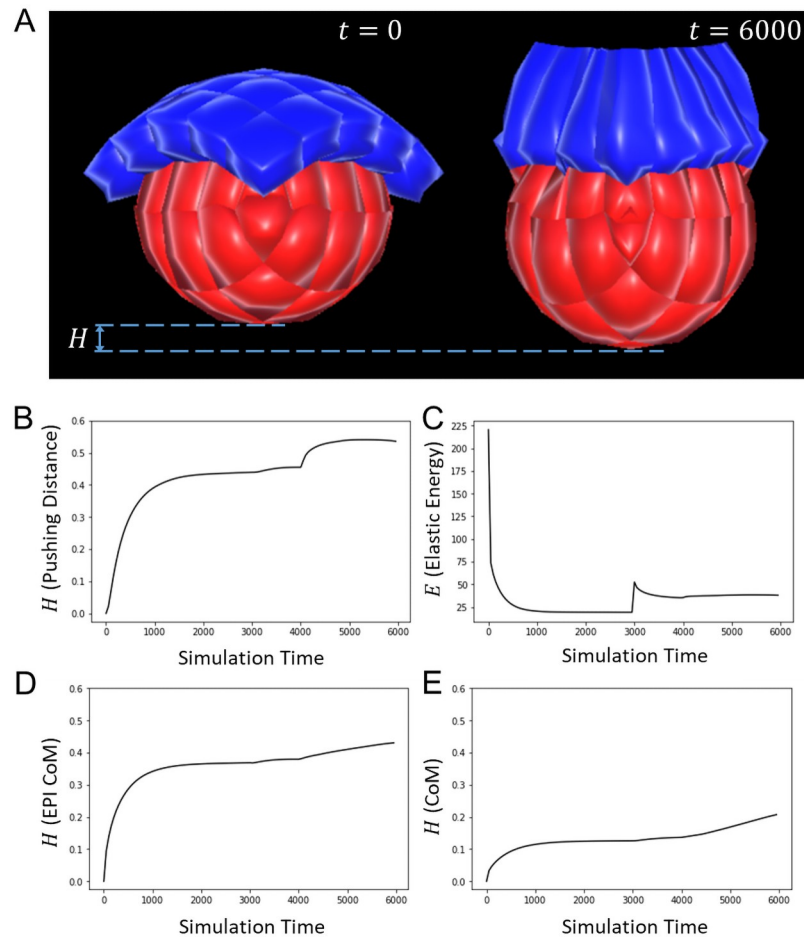 A
t = 0
t = 6000
H
B
H (Pushing Distance)
0.6
0.5
0.4
0.3
0.2
0.1
0.0
0 1000 2000 3000 4000 5000 6000
Simulation Time
C
E (Elastic Energy)
225
200
175
150
125
100
75
50
25
0 1000 2000 3000 4000 5000 6000
Simulation Time
D
H (EPI CoM)
0.6
0.5
0.4
0.3
0.2
0.1
0.0
0 1000 2000 3000 4000 5000 6000
Simulation Time
E
H (CoM)
0.6
0.5
0.4
0.3
0.2
0.1
0.0
0 1000 2000 3000 4000 5000 6000
Simulation Time